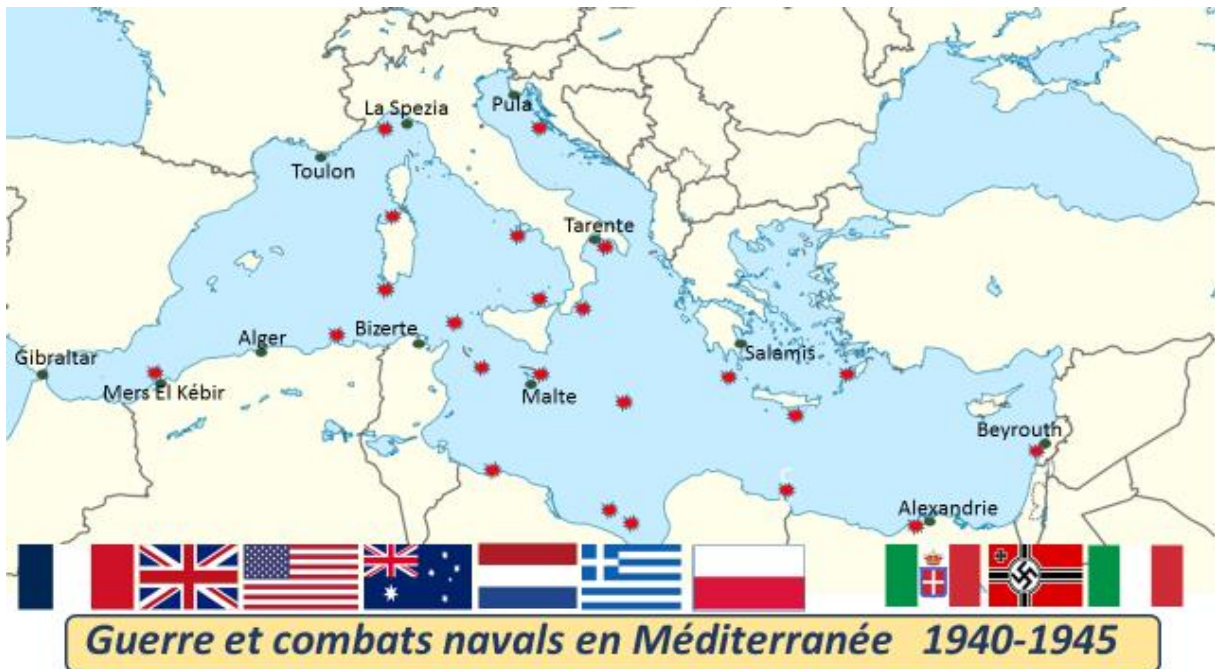 La Spezia
Pula
Toulon
Tarente
Gibraltar
Alger
Bizerte
Salamis
Mers El Kébir
Malte
Beyrouth
Alexandrie
Guerre et combats navals en Méditerranée 1940-1945